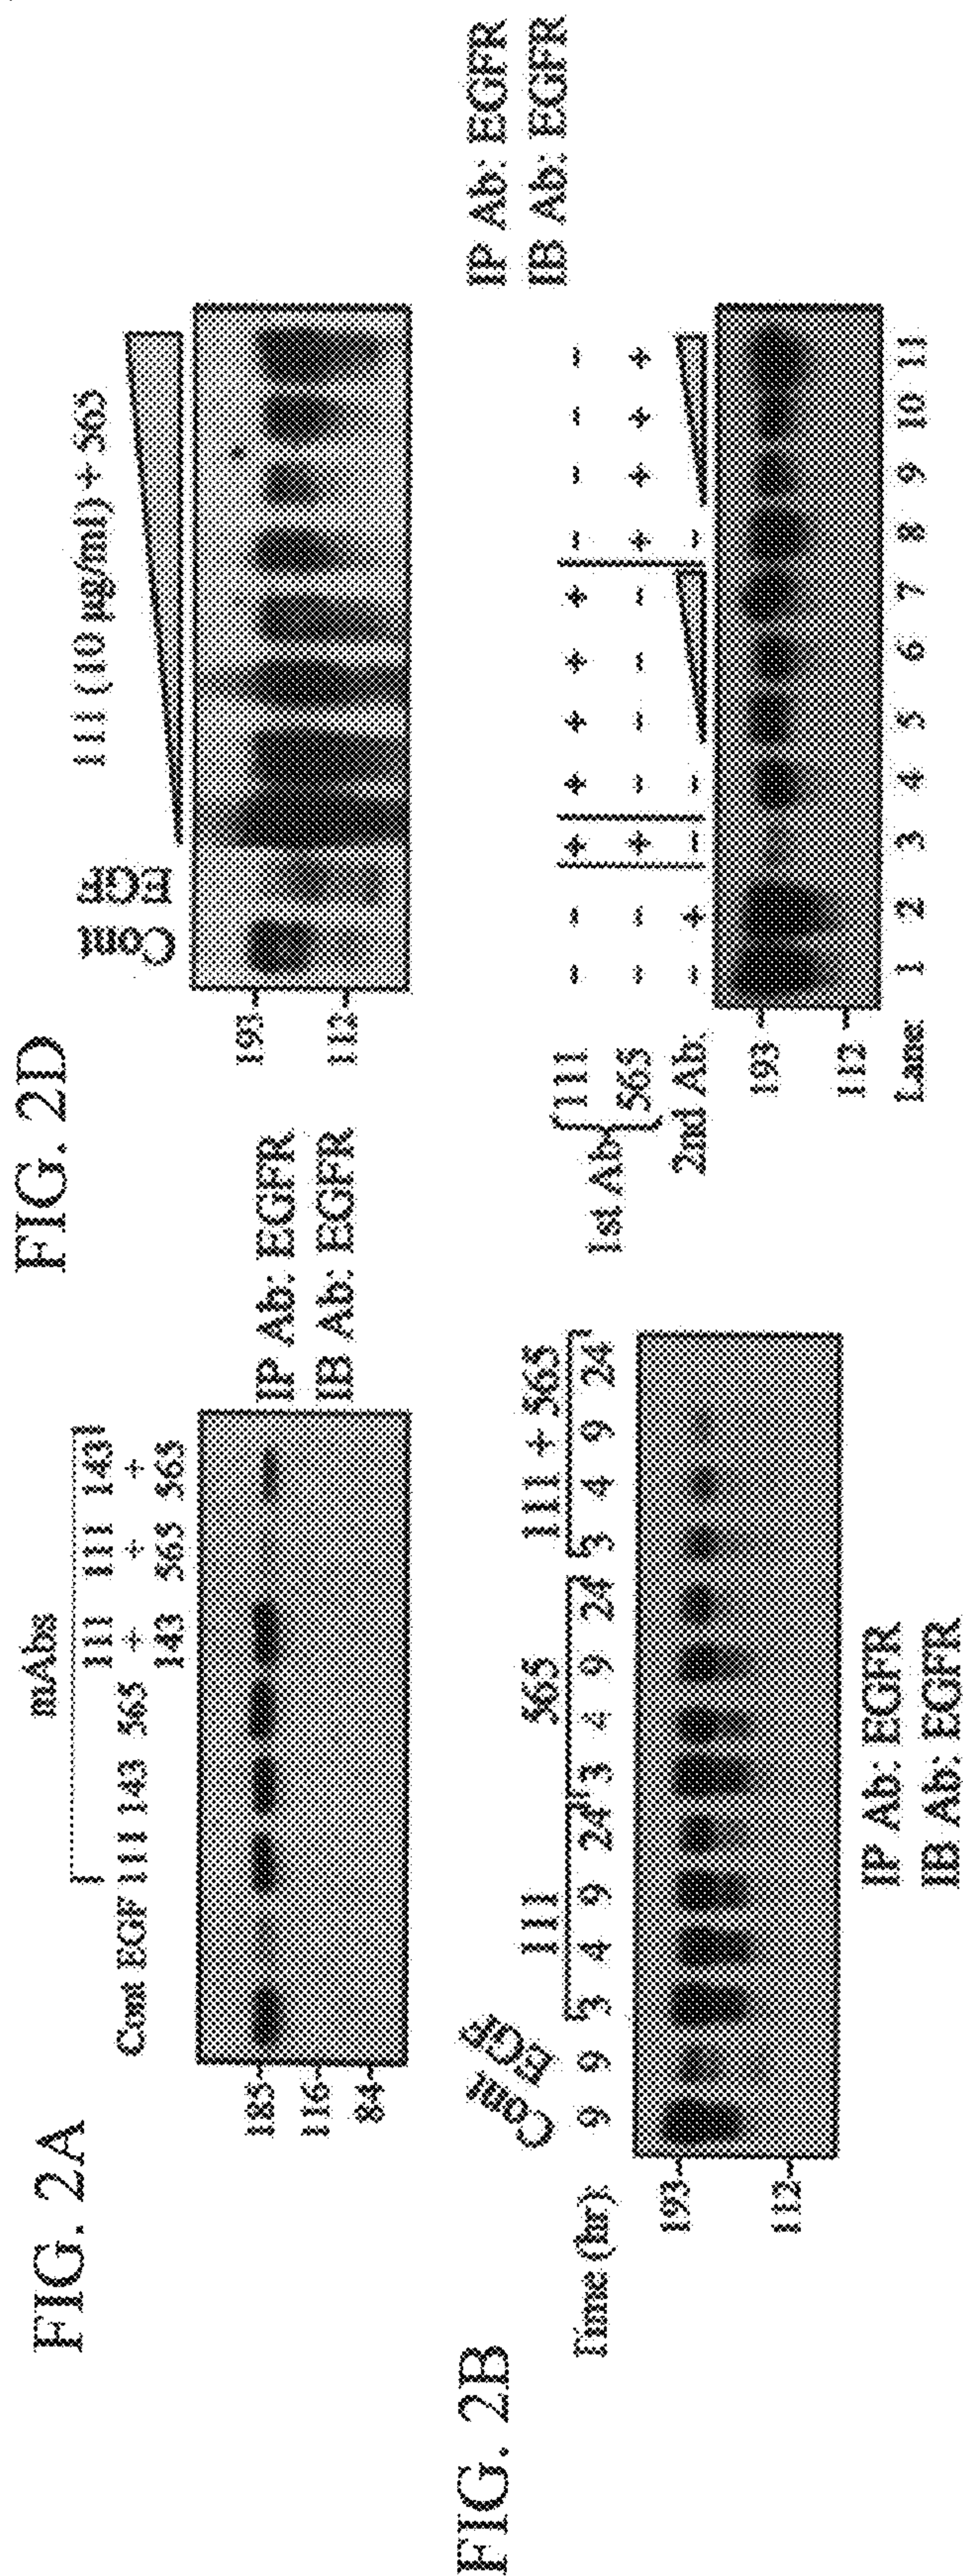 FIG. 2A
mAbs
111 111 143
Cont EGF 111 143 565 + + +
143 565 565
185
116
84
IP Ab: EGFR
IB Ab: EGFR
FIG. 2D
111 (10 µg/ml) + 565
Cont EGF
193
112
FIG. 2B
Cont EGF 111 565 111 + 565
Time (hr): 9 9 3 4 9 24 3 4 9 24 3 4 9 24
193
112
IP Ab: EGFR
IB Ab: EGFR
IP Ab: EGFR
IB Ab: EGFR
1st Ab
111 - - + + + + + - - - -
565 - - + - - - - + + + +
2nd Ab: - + - - -
193
112
Lane: 1 2 3 4 5 6 7 8 9 10 11